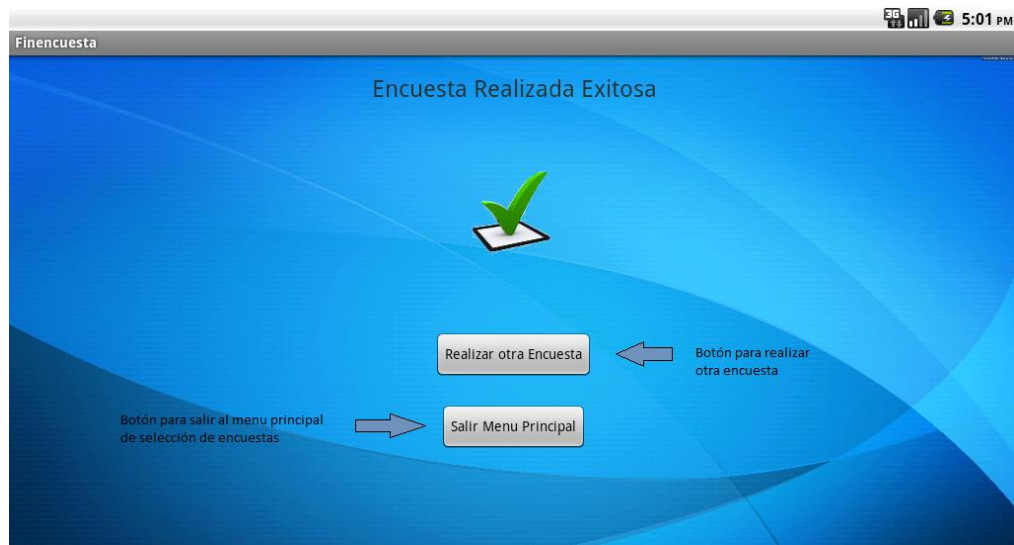 3G 5:01 PM
Finencuesta
Encuesta Realizada Exitosa
Realizar otra Encuesta
Botón para realizar
otra encuesta
Botón para salir al menu principal
de selección de encuestas
Salir Menu Principal